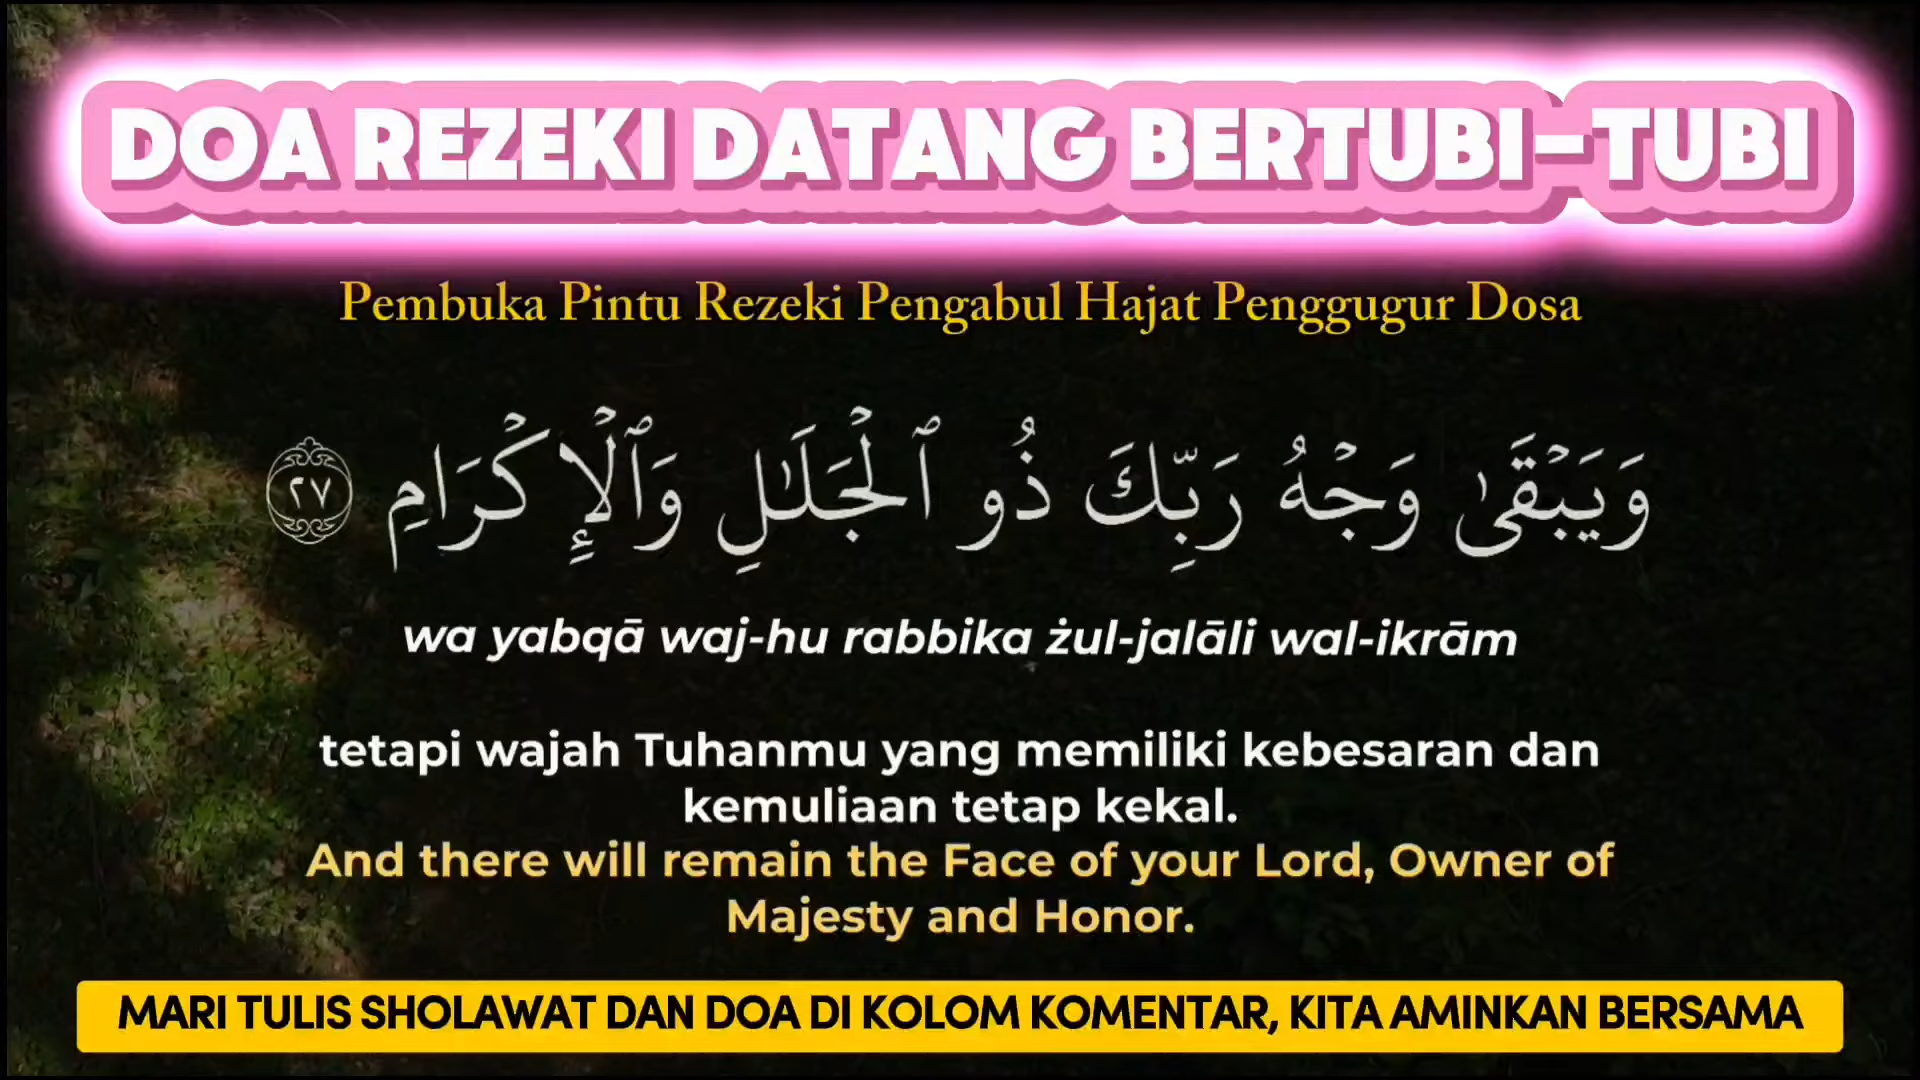 DOA REZEKI DATANG BERTUBI-TUBI
Pembuka Pintu Rezeki Pengabul Hajat Penggugur Dosa
وَيَبْقَىٰ وَجْهُ رَبِّكَ ذُو ٱلْجَلَـٰلِ وَٱلْإِكْرَامِ ٢٧
wa yabqā waj-hu rabbika żul-jalāli wal-ikrām
tetapi wajah Tuhanmu yang memiliki kebesaran dan
kemuliaan tetap kekal.
And there will remain the Face of your Lord, Owner of
Majesty and Honor.
MARI TULIS SHOLAWAT DAN DOA DI KOLOM KOMENTAR, KITA AMINKAN BERSAMA